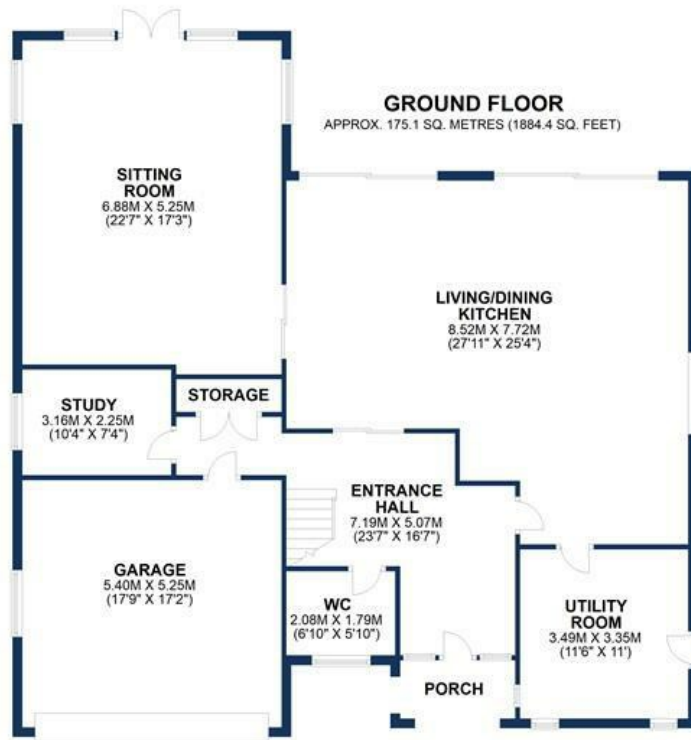 GROUND FLOOR
APPROX. 175.1 SQ. METRES (1884.4 SQ. FEET)
SITTING
ROOM
6.88M X 5.25M
(22'7" X 17'3")
LIVING/DINING
KITCHEN
8.52M X 7.72M
(27'11" X 25'4")
STORAGE
STUDY
3.16M X 2.25M
(10'4" X 7'4")
ENTRANCE
HALL
7.19M X 5.07M
(23'7" X 16'7")
GARAGE
5.40M X 5.25M
(17'9" X 17'2")
WC
2.08M X 1.79M
(6'10" X 5'10")
UTILITY
ROOM
3.49M X 3.35M
(11'6" X 11')
PORCH